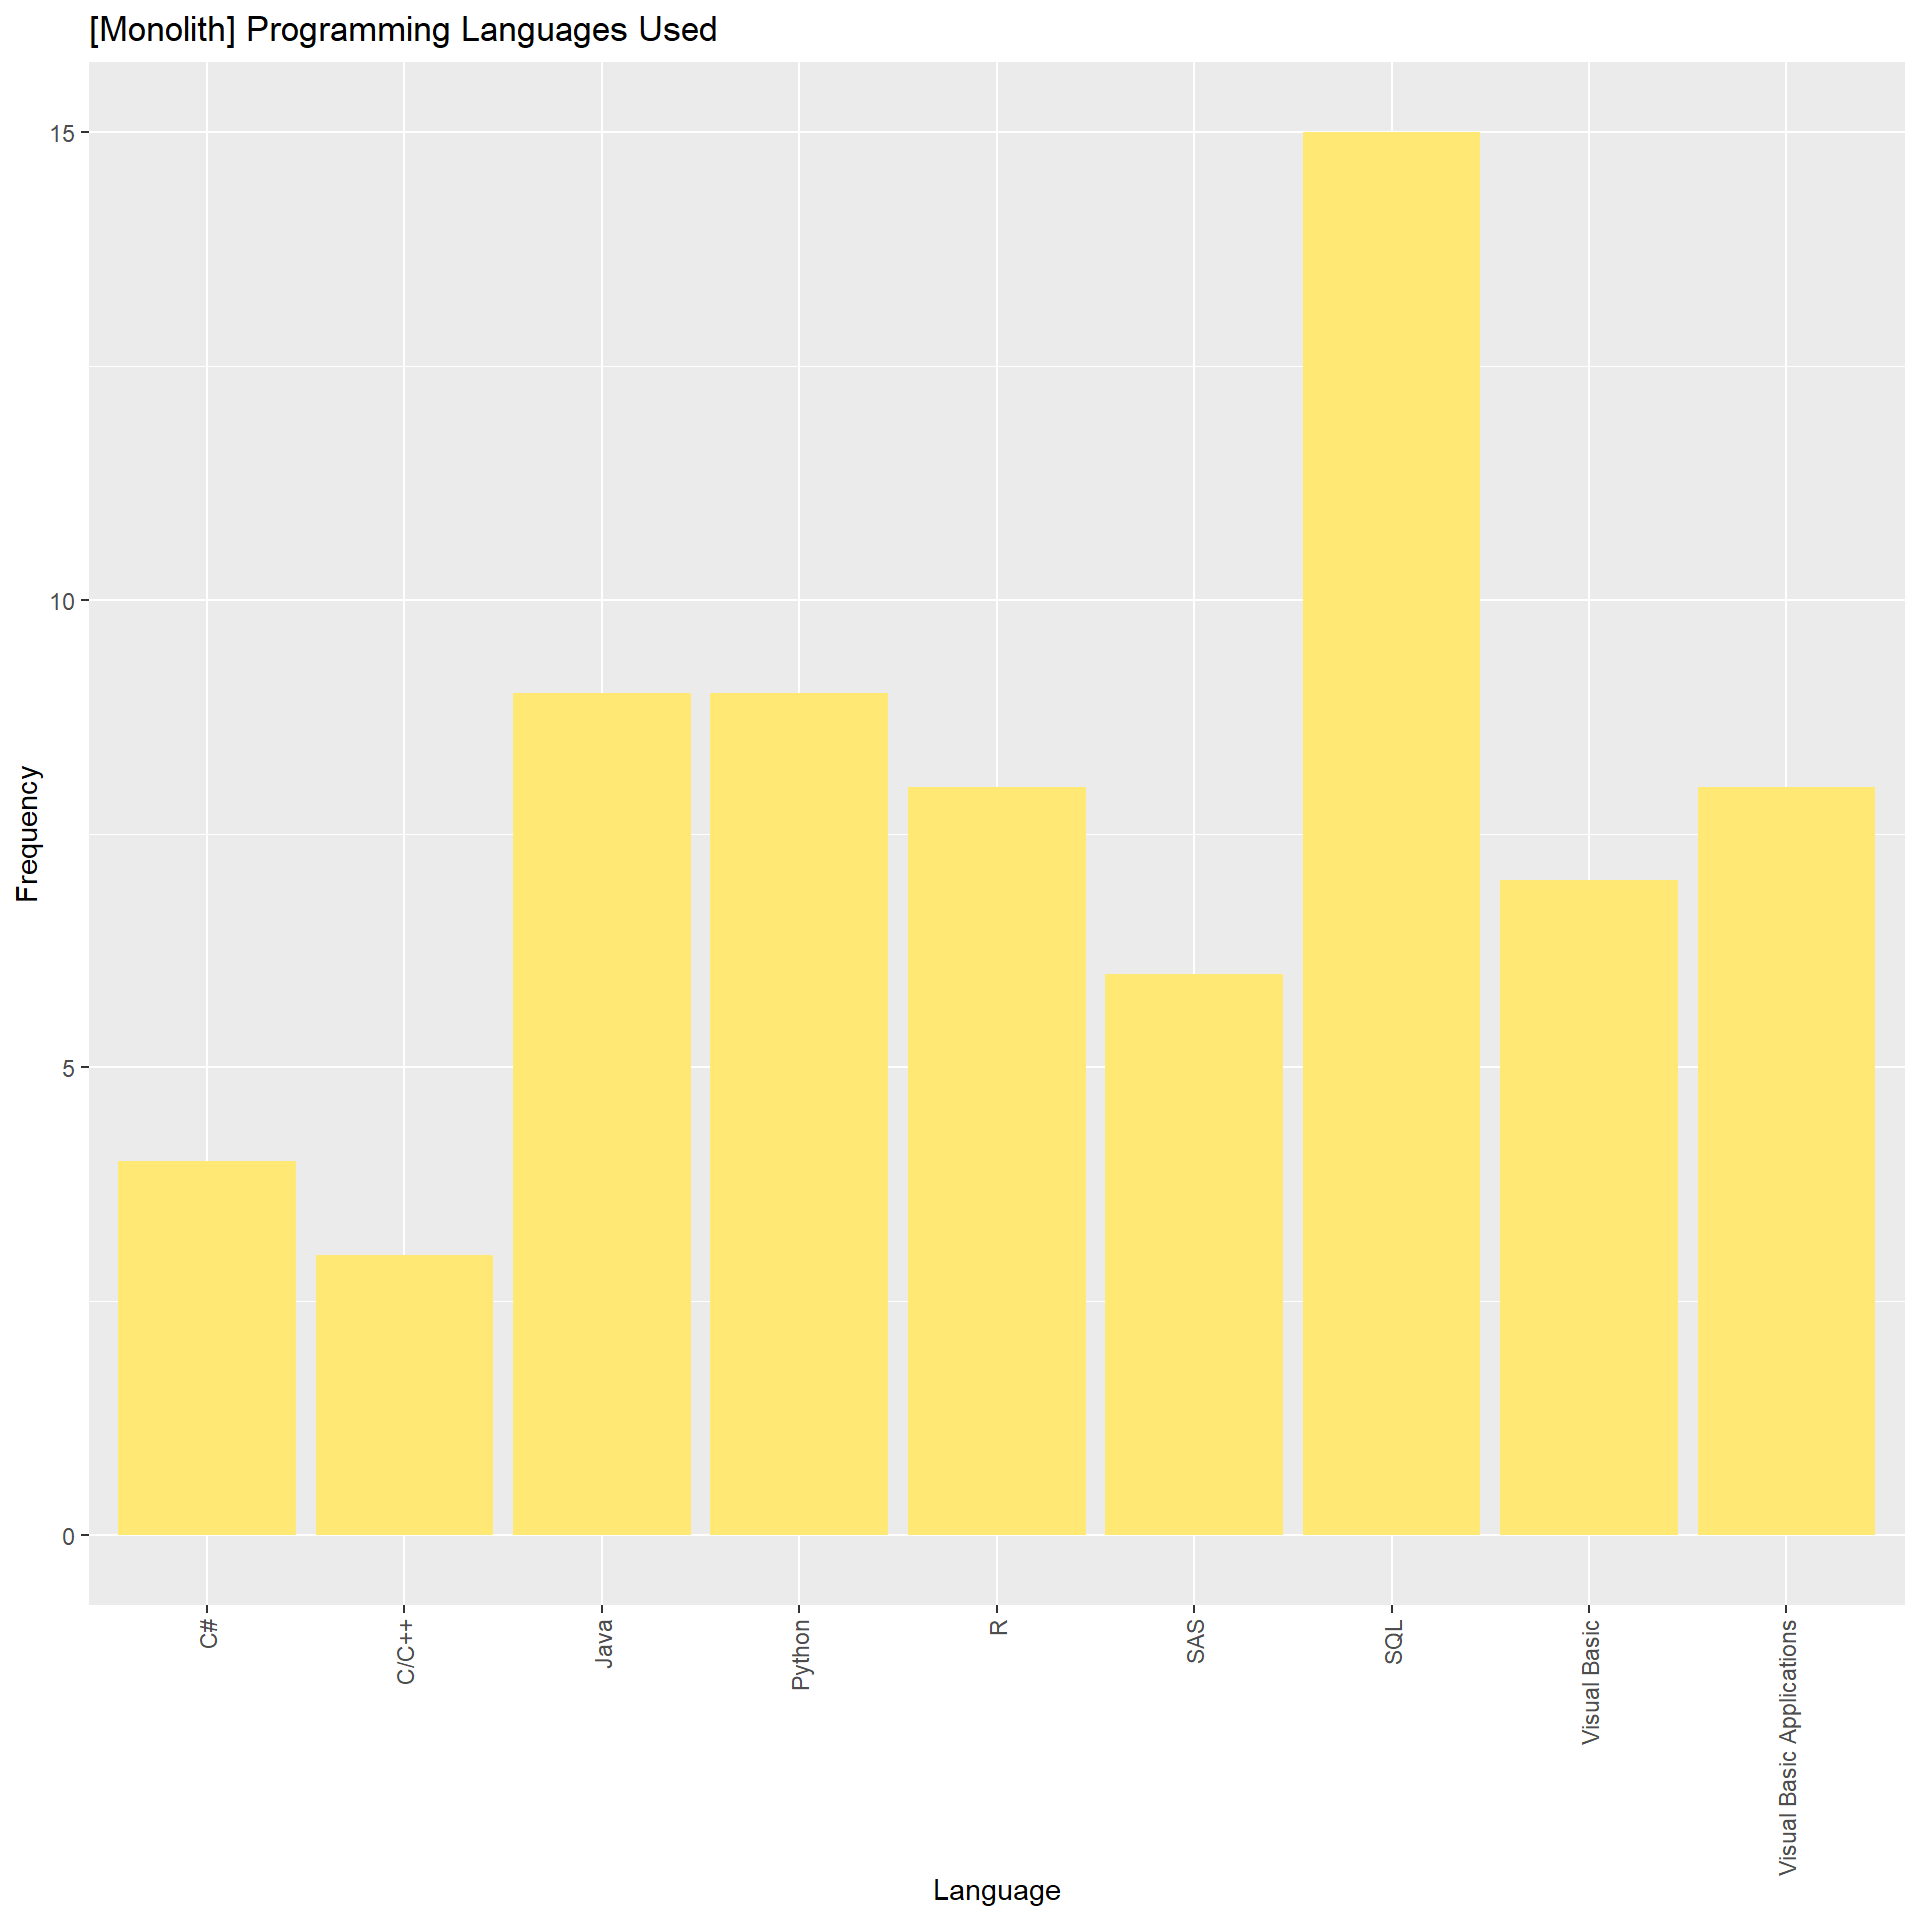 [Monolith] Programming Languages Used
Frequency
15
10
5
0
C#
C/C++
Java
Python
R
SAS
SQL
Visual Basic
Visual Basic Applications
Language